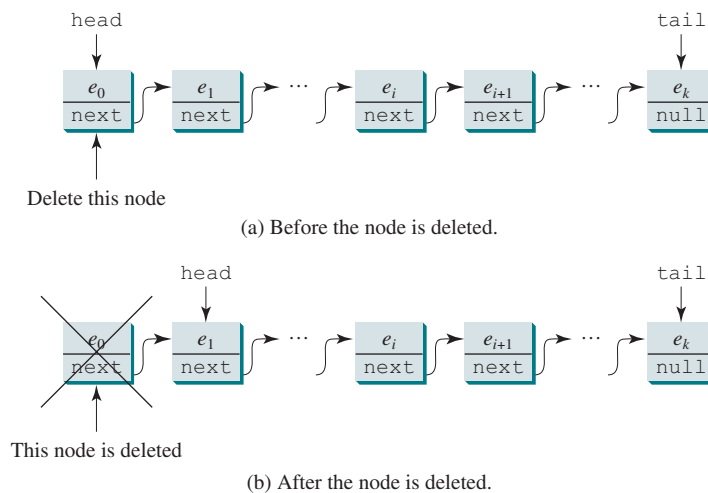 head tail
e0 e1 ... ei ei+1 ... ek
next next next next null
Delete this node
(a) Before the node is deleted.
head tail
e0 e1 ... ei ei+1 ... ek
next next next next null
This node is deleted
(b) After the node is deleted.